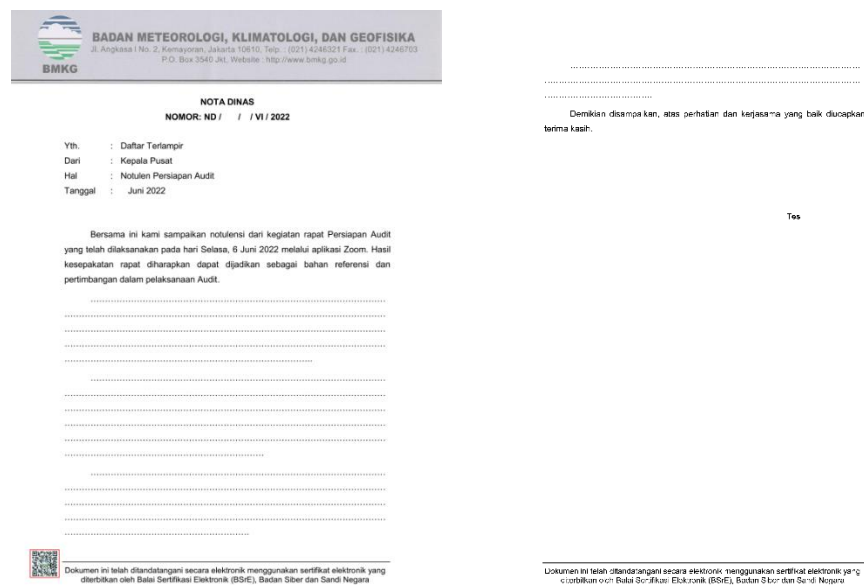 BADAN METEOROLOGI, KLIMATOLOGI, DAN GEOFISIKA
Jl. Angkasa I No. 2, Kemayoran, Jakarta 10610, Telp. : (021) 4246321 Fax. : (021) 4246703
P.O. Box 3540 Jkt, Website : http://www.bmkg.go.id
BMKG
NOTA DINAS
NOMOR: ND / / / VI / 2022
Yth. : Daftar Terlampir
Dari : Kepala Pusat
Hal : Notulen Persiapan Audit
Tanggal : Juni 2022
Bersama ini kami sampaikan notulensi dari kegiatan rapat Persiapan Audit
yang telah dilaksanakan pada hari Selasa, 6 Juni 2022 melalui aplikasi Zoom. Hasil
kesepakatan rapat diharapkan dapat dijadikan sebagai bahan referensi dan
pertimbangan dalam pelaksanaan Audit.
Dokumen ini telah ditandatangani secara elektronik menggunakan sertifikat elektronik yang
diterbitkan oleh Balai Sertifikasi Elektronik (BSrE), Badan Siber dan Sandi Negara
Demikian disampaikan, atas perhatian dan kerjasama yang baik diucapkan
terima kasih.
Tes
Dokumen ini telah ditandatangani secara elektronik menggunakan sertifikat elektronik yang
diterbitkan oleh Balai Sertifikasi Elektronik (BSrE), Badan Siber dan Sandi Negara